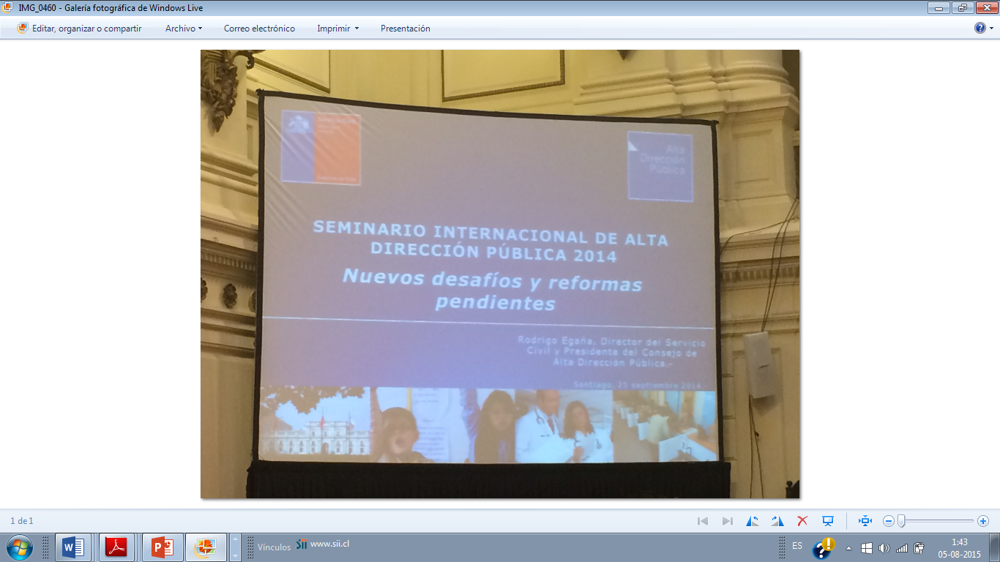 IMG_0460 - Galería fotográfica de Windows Live
Editar, organizar o compartir
Archivo
Correo electrónico
Imprimir
Presentación
Alta
Dirección
Pública
SEMINARIO INTERNACIONAL DE ALTA
DIRECCIÓN PÚBLICA 2014
Nuevos desafíos y reformas
pendientes
Rodrigo Egaña, Director del Servicio
Civil y Presidente del Consejo de
Alta Dirección Pública.-
Santiago, 25 septiembre 2014
1 de 1
Vínculos
Sii www.sii.cl
ES
1:43
05-08-2015